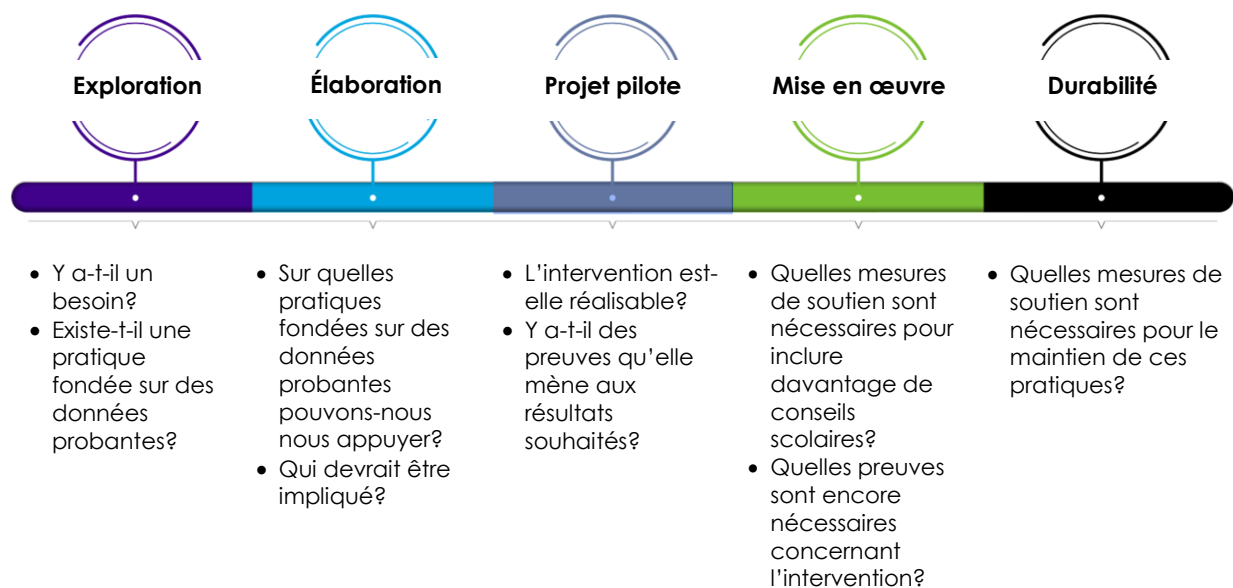 Exploration
Élaboration
Projet pilote
Mise en œuvre
Durabilité
• Y a-t-il un
besoin?
• Existe-t-il une
pratique
fondée sur des
données
probantes?
• Sur quelles
pratiques
fondées sur des
données
probantes
pouvons-nous
nous appuyer?
• Qui devrait être
impliqué?
• L’intervention est-
elle réalisable?
• Y a-t-il des
preuves qu’elle
mène aux
résultats
souhaités?
• Quelles mesures
de soutien sont
nécessaires pour
inclure
davantage de
conseils
scolaires?
• Quelles preuves
sont encore
nécessaires
concernant
l’intervention?
• Quelles mesures de
soutien sont
nécessaires pour le
maintien de ces
pratiques?